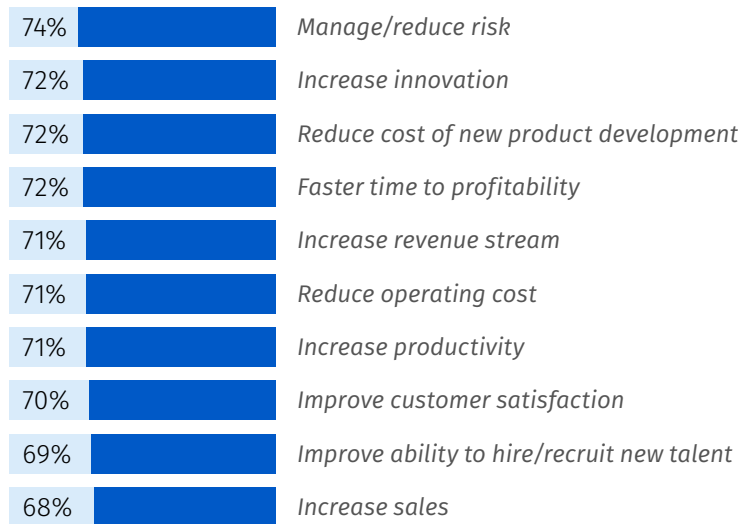 74% Manage/reduce risk
72% Increase innovation
72% Reduce cost of new product development
72% Faster time to profitability
71% Increase revenue stream
71% Reduce operating cost
71% Increase productivity
70% Improve customer satisfaction
69% Improve ability to hire/recruit new talent
68% Increase sales